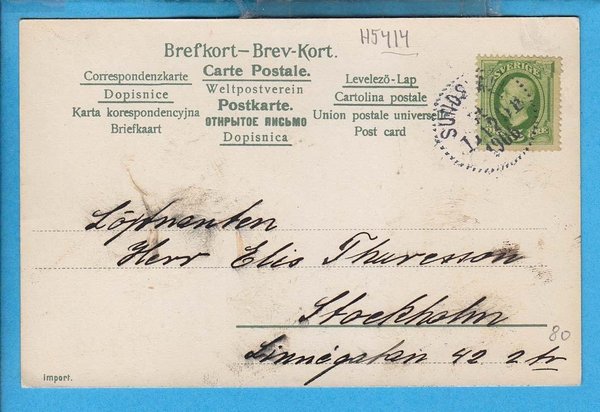 H5414
Brefkort–Brev-Kort.
Correspondenzkarte
Carte Postale.
Levelező-Lap
Dopisnice
Weltpostverein
Cartolina postale
Karta korespondencyjna
Postkarte.
Union postale universelle
Briefkaart
ОТКРЫТОЕ ПИСЬМО
Post card
Dopisnica
SVERIGE
1906
Löjtnanten
Herr Elis Thuresson
Stockholm
80
Linnégatan 42 2 tr
import.